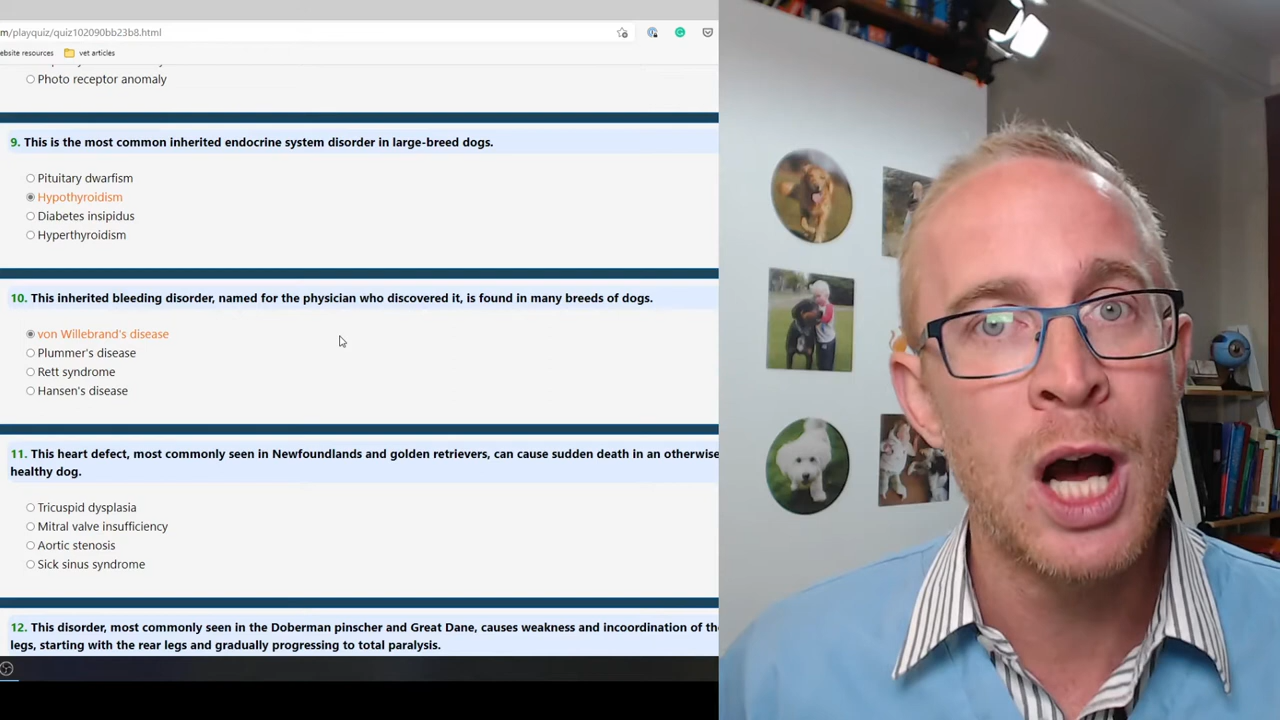 m/playquiz/quiz102090bb23b8.html
ebsite resources vet articles
Photo receptor anomaly
9. This is the most common inherited endocrine system disorder in large-breed dogs.
Pituitary dwarfism
Hypothyroidism
Diabetes insipidus
Hyperthyroidism
10. This inherited bleeding disorder, named for the physician who discovered it, is found in many breeds of dogs.
von Willebrand's disease
Plummer's disease
Rett syndrome
Hansen's disease
11. This heart defect, most commonly seen in Newfoundlands and golden retrievers, can cause sudden death in an otherwise
healthy dog.
Tricuspid dysplasia
Mitral valve insufficiency
Aortic stenosis
Sick sinus syndrome
12. This disorder, most commonly seen in the Doberman pinscher and Great Dane, causes weakness and incoordination of the
legs, starting with the rear legs and gradually progressing to total paralysis.